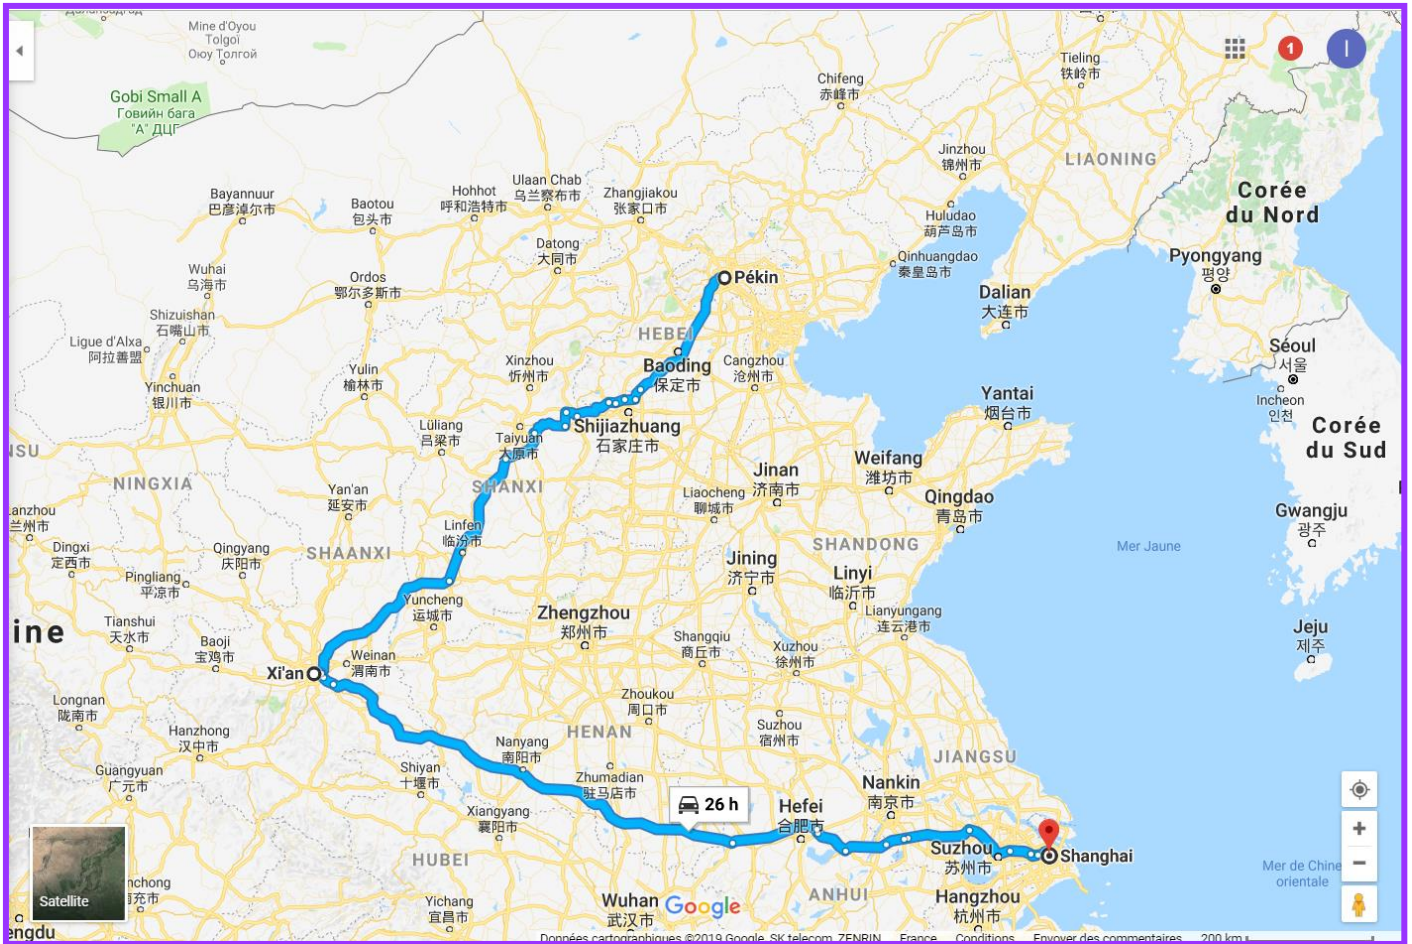 Даланзадгад
Mine d'Oyou
Tolgoi
Оюу Толгой
Gobi Small A
Говийн бага
"А" ДЦГ
1
I
Tieling
铁岭市
Chifeng
赤峰市
Jinzhou
锦州市
LIAONING
Corée
du Nord
Bayannuur
巴彦淖尔市
Baotou
包头市
Hohhot
呼和浩特市
Ulaan Chab
乌兰察布市
Zhangjiakou
张家口市
Huludao
葫芦岛市
Datong
大同市
Qinhuangdao
秦皇岛市
Pyongyang
평양
Wuhai
乌海市
Ordos
鄂尔多斯市
Pékin
Dalian
大连市
Shizuishan
石嘴山市
Ligue d'Alxa
阿拉善盟
HEBEI
Séoul
서울
Yinchuan
银川市
Yulin
榆林市
Xinzhou
忻州市
Baoding
保定市
Cangzhou
沧州市
Yantai
烟台市
Incheon
인천
Corée
du Sud
Lüliang
吕梁市
Taiyuan
太原市
Shijiazhuang
石家庄市
NSU
NINGXIA
Jinan
济南市
Weifang
潍坊市
SHANXI
Yan'an
延安市
Liaocheng
聊城市
Qingdao
青岛市
Gwangju
광주
anzhou
兰州市
Linfen
临汾市
Dingxi
定西市
Qingyang
庆阳市
SHAANXI
SHANDONG
Mer Jaune
Pingliang
平凉市
Jining
济宁市
Linyi
临沂市
Yuncheng
运城市
Zhengzhou
郑州市
Lianyungang
连云港市
ine
Tianshui
天水市
Baoji
宝鸡市
Shangqiu
商丘市
Xuzhou
徐州市
Jeju
제주
Xi'an
Weinan
渭南市
Longnan
陇南市
Zhoukou
周口市
Hanzhong
汉中市
HENAN
Suzhou
宿州市
Nanyang
南阳市
JIANGSU
Guangyuan
广元市
Shiyan
十堰市
Zhumadian
驻马店市
Nankin
南京市
26 h
Hefei
合肥市
Xiangyang
襄阳市
HUBEI
Suzhou
苏州市
Shanghai
Mer de Chine
orientale
nchong
南充市
Satellite
Yichang
宜昌市
Wuhan
武汉市
Google
ANHUI
Hangzhou
杭州市
engdu
Données cartographiques ©2019 Google, SK telecom, ZENRIN France Conditions Envoyer des commentaires 200 km